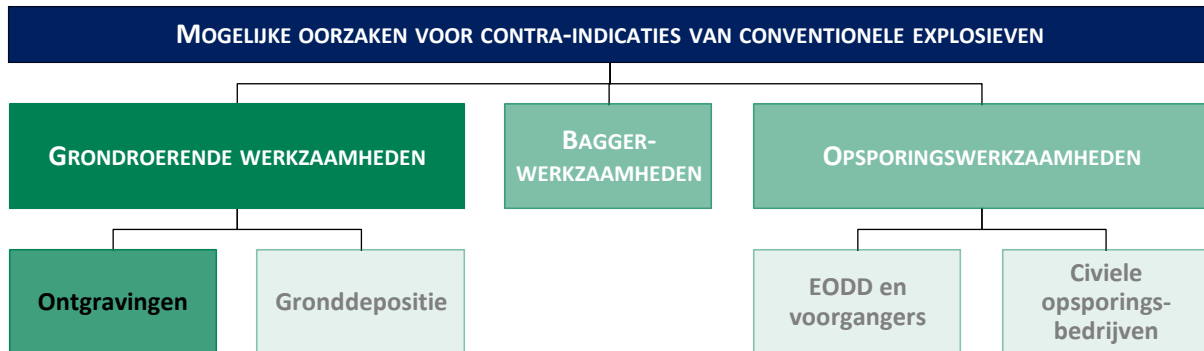 MOGELIJKE OORZAKEN VOOR CONTRA-INDICATIES VAN CONVENTIONELE EXPLOSIEVEN
GRONDROERENDE WERKZAAMHEDEN
BAGGER-
WERKZAAMHEDEN
OPSPORINGSWERKZAAMHEDEN
Ontgravingen
Gronddepositie
EODD en
voorgangers
Civiele
opsporings-
bedrijven